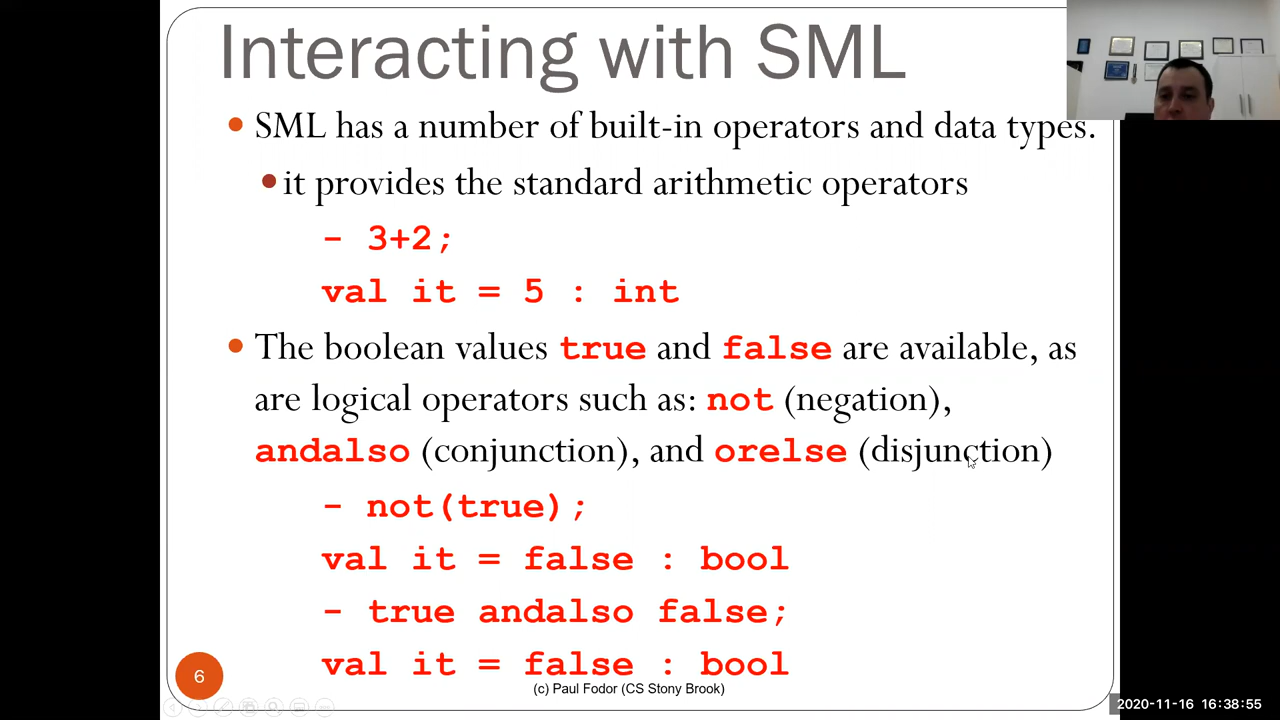 Interacting with SML
• SML has a number of built-in operators and data types.
• it provides the standard arithmetic operators
- 3+2;
val it = 5 : int
• The boolean values true and false are available, as
are logical operators such as: not (negation),
andalso (conjunction), and orelse (disjunction)
- not(true);
val it = false : bool
- true andalso false;
val it = false : bool
6
(c) Paul Fodor (CS Stony Brook)
2020-11-16 16:38:55